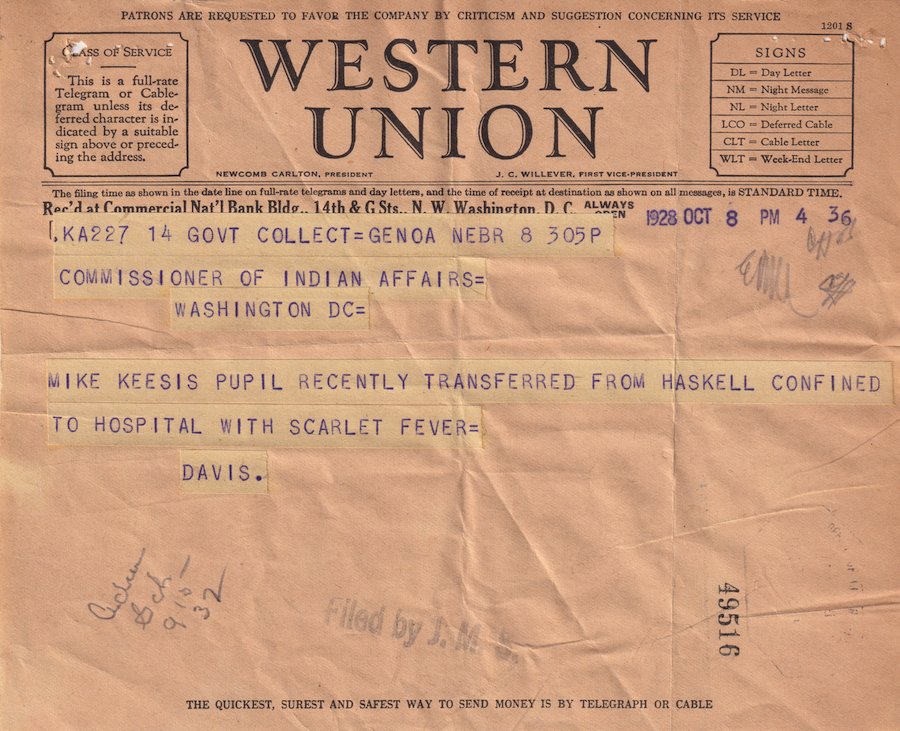 PATRONS ARE REQUESTED TO FAVOR THE COMPANY BY CRITICISM AND SUGGESTION CONCERNING ITS SERVICE
1201 S
CLASS OF SERVICE
This is a full-rate
Telegram or Cable-
gram unless its de-
ferred character is in-
dicated by a suitable
sign above or preced-
ing the address.
WESTERN
UNION
NEWCOMB CARLTON, PRESIDENT
J. C. WILLEVER, FIRST VICE-PRESIDENT
SIGNS
DL = Day Letter
NM = Night Message
NL = Night Letter
LCO = Deferred Cable
CLT = Cable Letter
WLT = Week-End Letter
The filing time as shown in the date line on full-rate telegrams and day letters, and the time of receipt at destination as shown on all messages, is STANDARD TIME.
Rec'd at Commercial Nat'l Bank Bldg., 14th & G Sts., N. W. Washington, D. C. ALWAYS OPEN
1928 OCT 8 PM 4 36
.KA227 14 GOVT COLLECT=GENOA NEBR 8 305P
COMMISSIONER OF INDIAN AFFAIRS=
WASHINGTON DC=
MIKE KEESIS PUPIL RECENTLY TRANSFERRED FROM HASKELL CONFINED
TO HOSPITAL WITH SCARLET FEVER=
DAVIS.
Filed by J. M.
49516
THE QUICKEST, SUREST AND SAFEST WAY TO SEND MONEY IS BY TELEGRAPH OR CABLE